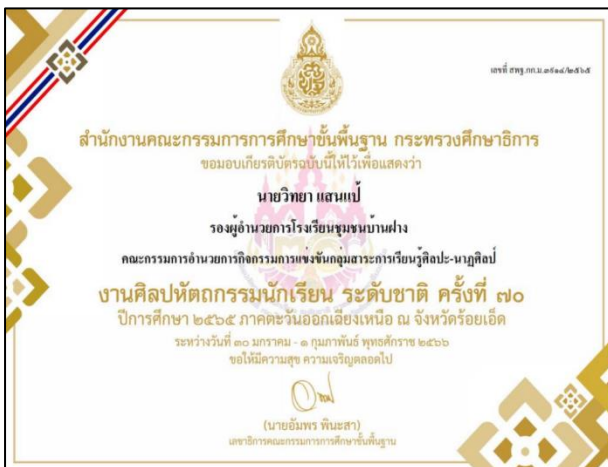 เลขที่ สพฐ.กก.ม.๓๙๑๔/๒๕๖๕
สำนักงานคณะกรรมการการศึกษาขั้นพื้นฐาน กระทรวงศึกษาธิการ
ขอมอบเกียรติบัตรฉบับนี้ให้ไว้เพื่อแสดงว่า
นายวิทยา แสนแป้
รองผู้อำนวยการโรงเรียนชุมชนบ้านฝาง
คณะกรรมการอำนวยการกิจกรรมการแข่งขันกลุ่มสาระการเรียนรู้ศิลปะ-นาฏศิลป์
งานศิลปหัตถกรรมนักเรียน ระดับชาติ ครั้งที่ ๗๐
ปีการศึกษา ๒๕๖๕ ภาคตะวันออกเฉียงเหนือ ณ จังหวัดร้อยเอ็ด
ระหว่างวันที่ ๓๐ มกราคม - ๑ กุมภาพันธ์ พุทธศักราช ๒๕๖๖
ขอให้มีความสุข ความเจริญตลอดไป
(นายอัมพร พินะสา)
เลขาธิการคณะกรรมการการศึกษาขั้นพื้นฐาน